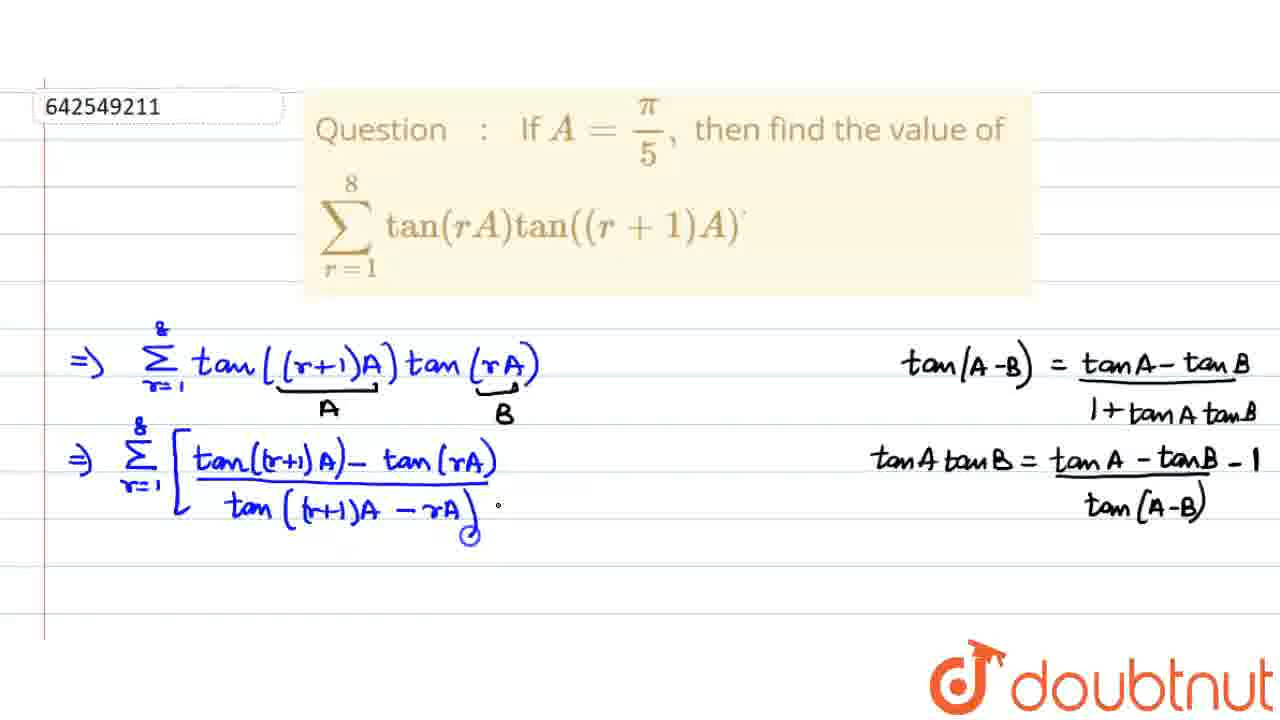 642549211
Question : If A = π/5, then find the value of
∑_{r=1}^{8} tan(rA)tan((r + 1)A)
⇒ ∑_{r=1}^{8} tan((r+1)A) tan(rA)
A B
tan(A-B) = (tanA - tanB)/(1 + tanA tanB)
⇒ ∑_{r=1}^{8} [ (tan((r+1)A) - tan(rA))/(tan((r+1)A - rA))
tanA tanB = (tanA - tanB)/(tan(A-B)) - 1
doubtnut